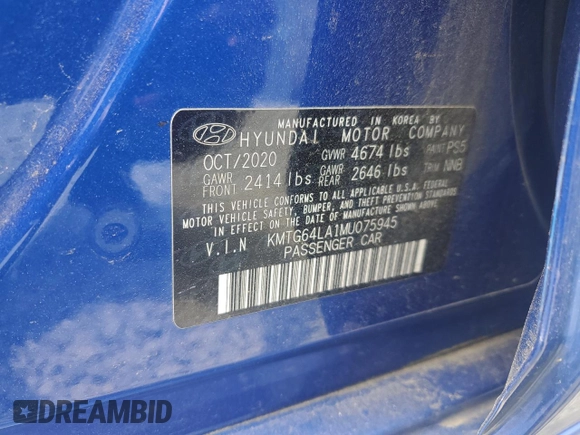 MANUFACTURED IN KOREA BY
HYUNDAI MOTOR COMPANY
OCT/2020 GVWR 4674 lbs PAINT PS5
GAWR FRONT 2414 lbs GAWR REAR 2646 lbs TRIM NNB
THIS VEHICLE CONFORMS TO ALL APPLICABLE U.S.A. FEDERAL
MOTOR VEHICLE SAFETY, BUMPER, AND THEFT PREVENTION STANDARDS
IN EFFECT ON THE DATE OF MANUFACTURE SHOWN ABOVE.
V.I.N KMTG64LA1MU075945
PASSENGER CAR
DREAMBID